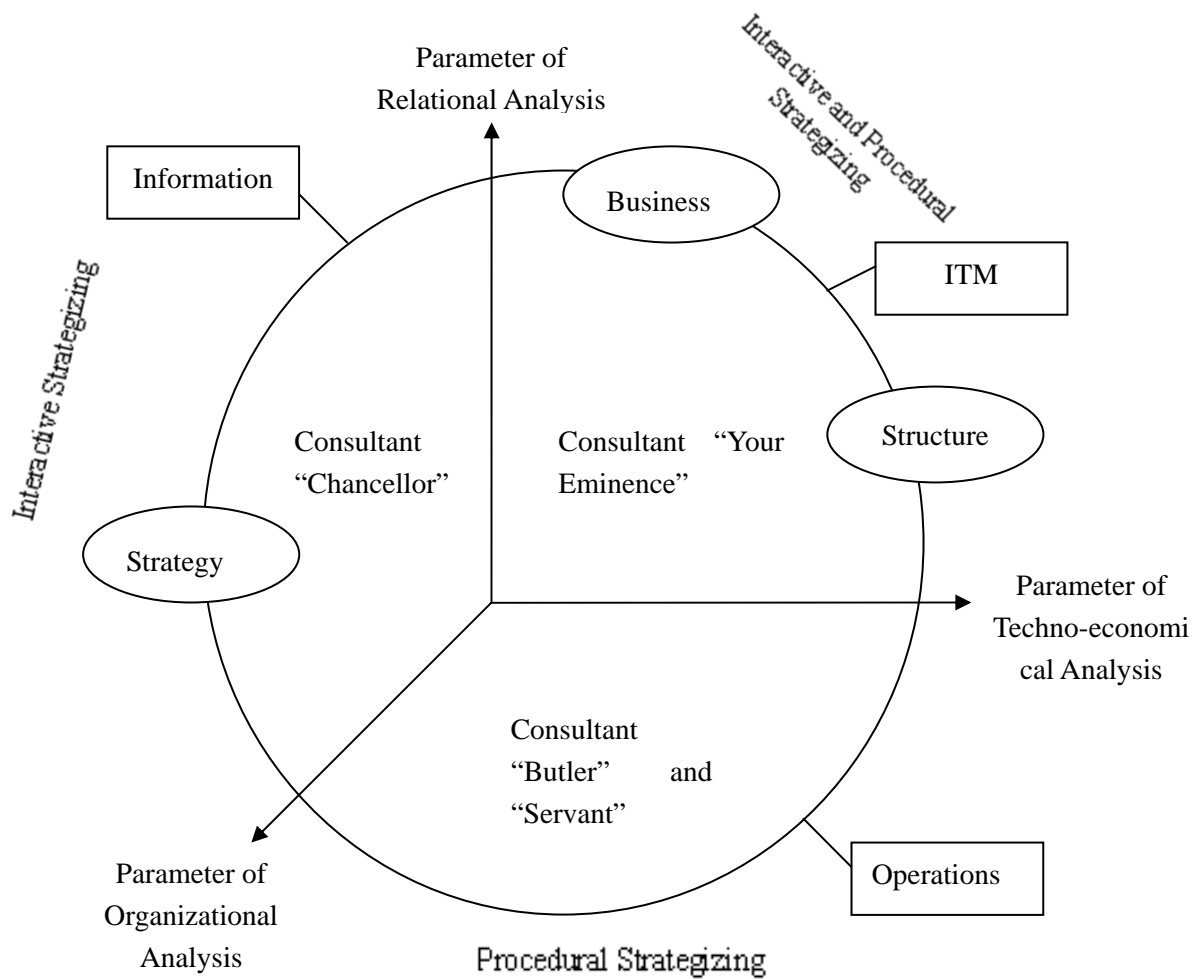 Parameter of
Relational Analysis
Interactive and Procedural
Strategizing
Information
Business
ITM
Interactive Strategizing
Consultant
“Chancellor”
Consultant “Your
Eminence”
Structure
Strategy
Parameter of
Techno-economi
cal Analysis
Consultant
“Butler” and
“Servant”
Operations
Parameter of
Organizational
Analysis
Procedural Strategizing